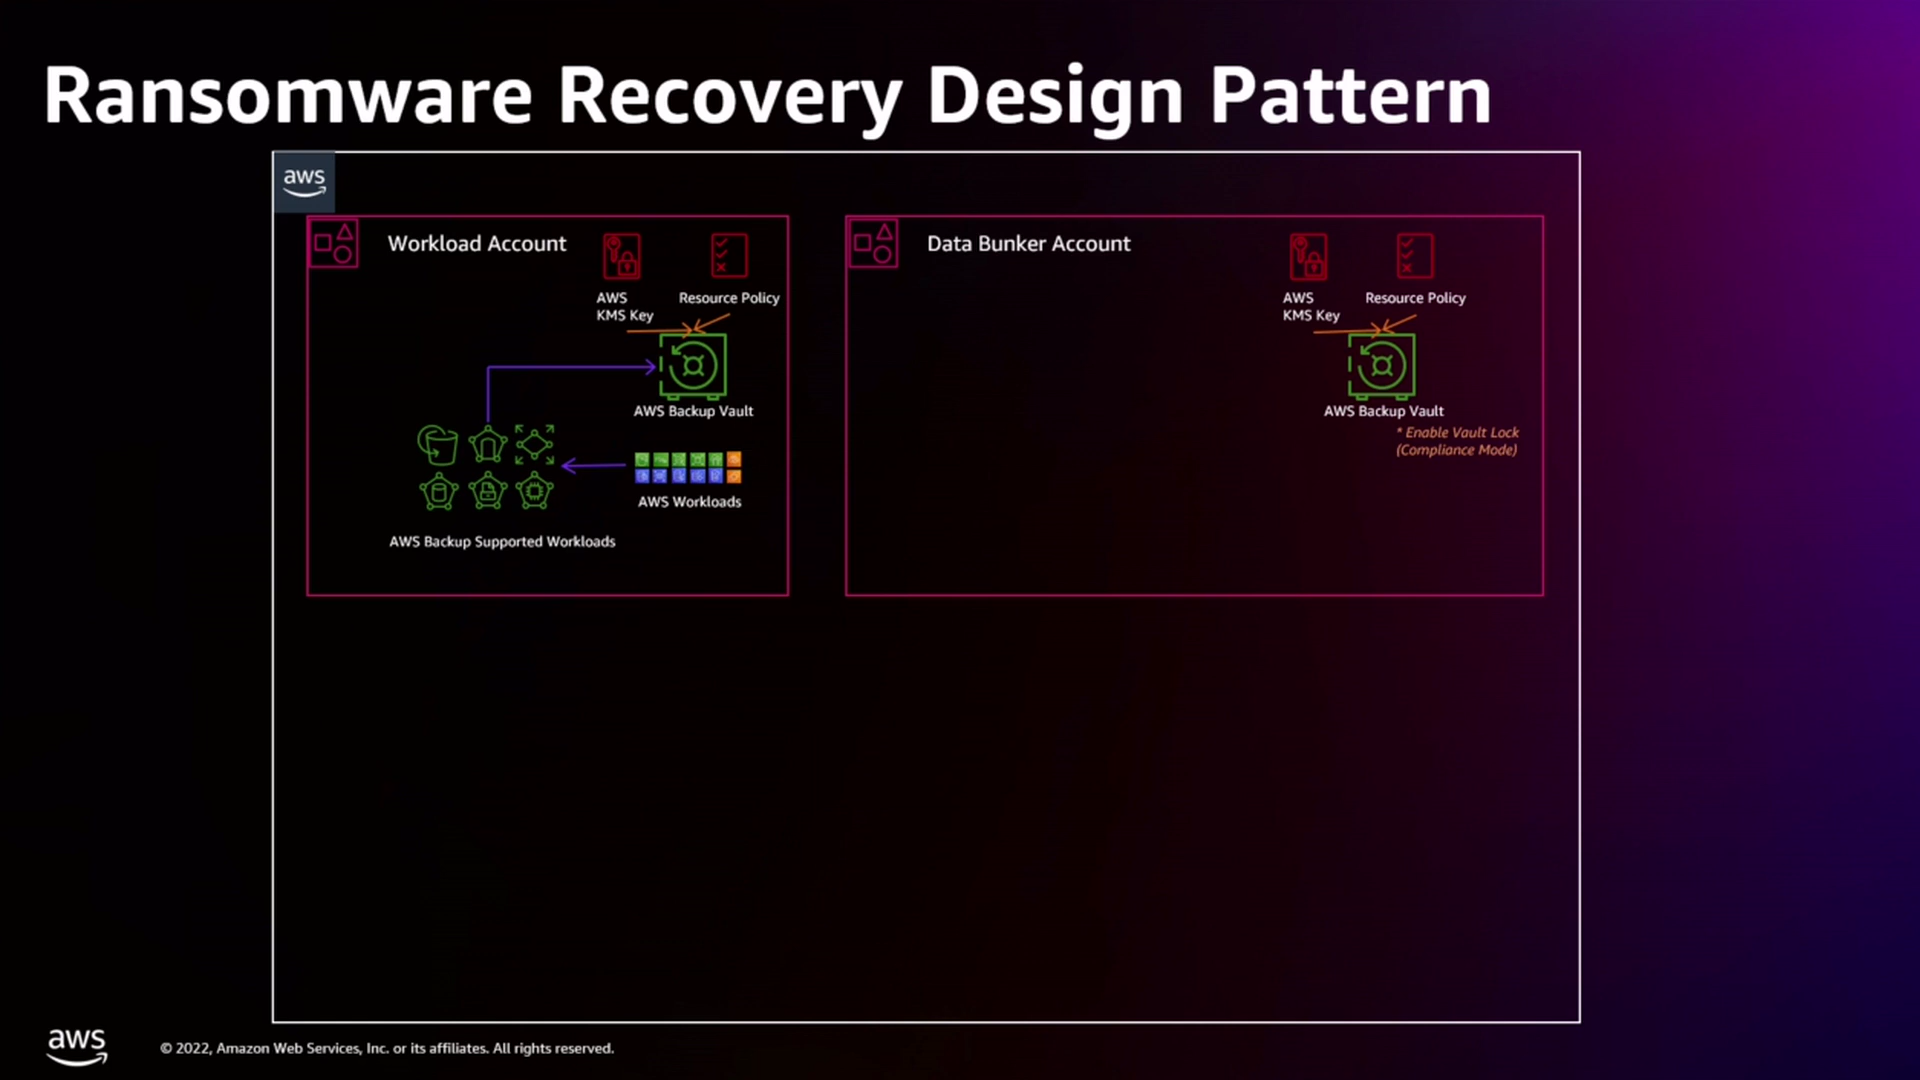 Ransomware Recovery Design Pattern
aws
Workload Account
AWS
KMS Key
Resource Policy
AWS Backup Vault
AWS Workloads
AWS Backup Supported Workloads
Data Bunker Account
AWS
KMS Key
Resource Policy
AWS Backup Vault
* Enable Vault Lock
(Compliance Mode)
aws
© 2022, Amazon Web Services, Inc. or its affiliates. All rights reserved.